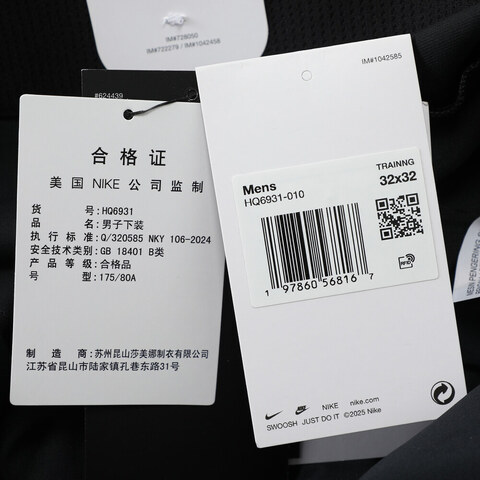 IM#728093
IM#722279 / IM#1042458
#624439
合格证
美国 NIKE 公司监制
货 号:HQ6931
品 名:男子下装
执行标准:Q/320585 NKY 106-2024
安全技术类别:GB 18401 B类
产品等级:合格品
号 型:175/80A
制造商:苏州昆山莎美娜制衣有限公司
江苏省昆山市陆家镇孔巷东路31号
IM#1042585
TRAINNG
Mens 32x32
HQ6931-010
RFID
1 97860 56816 7
NIKE nike.com
SWOOSH JUST DO IT ©2025 Nike